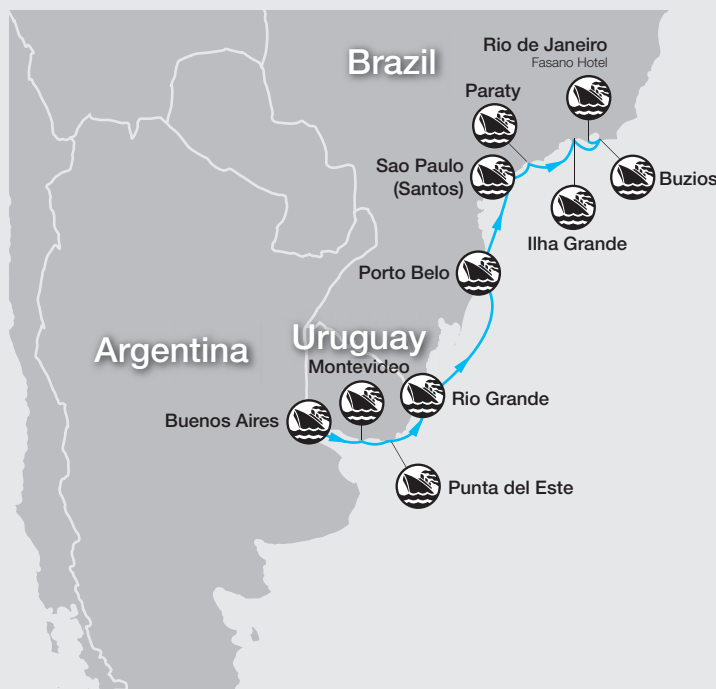 Brazil
Rio de Janeiro
Fasano Hotel
Paraty
Sao Paulo
(Santos)
Buzios
Ilha Grande
Porto Belo
Uruguay
Argentina
Montevideo
Rio Grande
Buenos Aires
Punta del Este